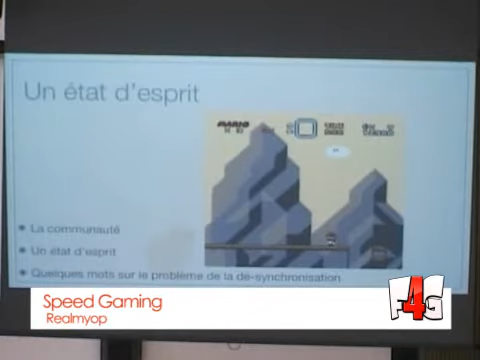 Un état d'esprit
MARIO
La communauté
Un état d'esprit
Quelques mots sur le problème de la de-synchronisation
Speed Gaming
Realmyop
F4G